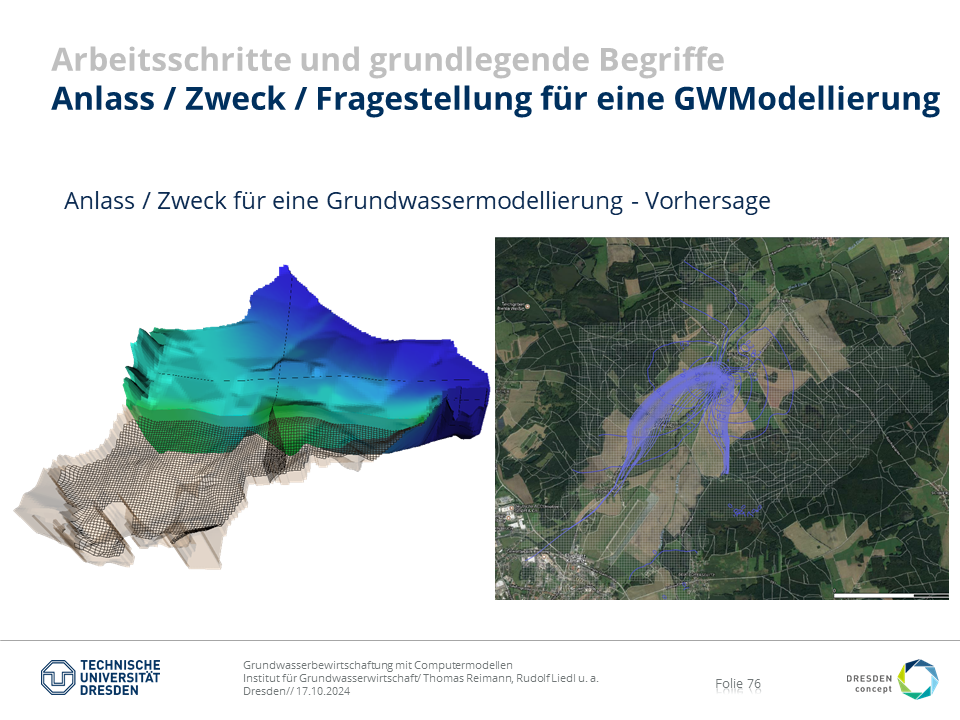 Arbeitsschritte und grundlegende Begriffe
Anlass / Zweck / Fragestellung für eine GWModellierung
Anlass / Zweck für eine Grundwassermodellierung - Vorhersage
TECHNISCHE
UNIVERSITÄT
DRESDEN
Grundwasserbewirtschaftung mit Computermodellen
Institut für Grundwasserwirtschaft/ Thomas Reimann, Rudolf Liedl u. a.
Dresden// 17.10.2024
Folie 76
DRESDEN
concept